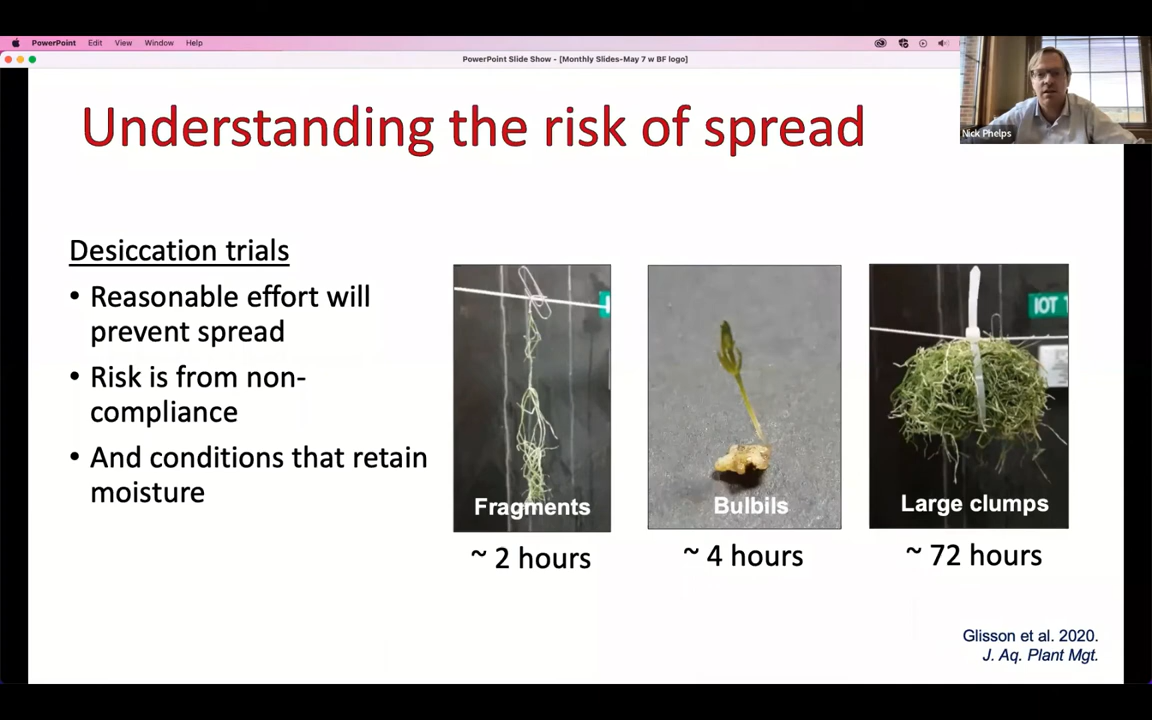 PowerPoint Edit View Window Help
PowerPoint Slide Show - [Monthly Slides-May 7 w BF logo]
Nick Phelps
Understanding the risk of spread
Desiccation trials
• Reasonable effort will
prevent spread
• Risk is from non-
compliance
• And conditions that retain
moisture
Fragments
~ 2 hours
Bulbils
~ 4 hours
IOT
Large clumps
~ 72 hours
Glisson et al. 2020.
J. Aq. Plant Mgt.